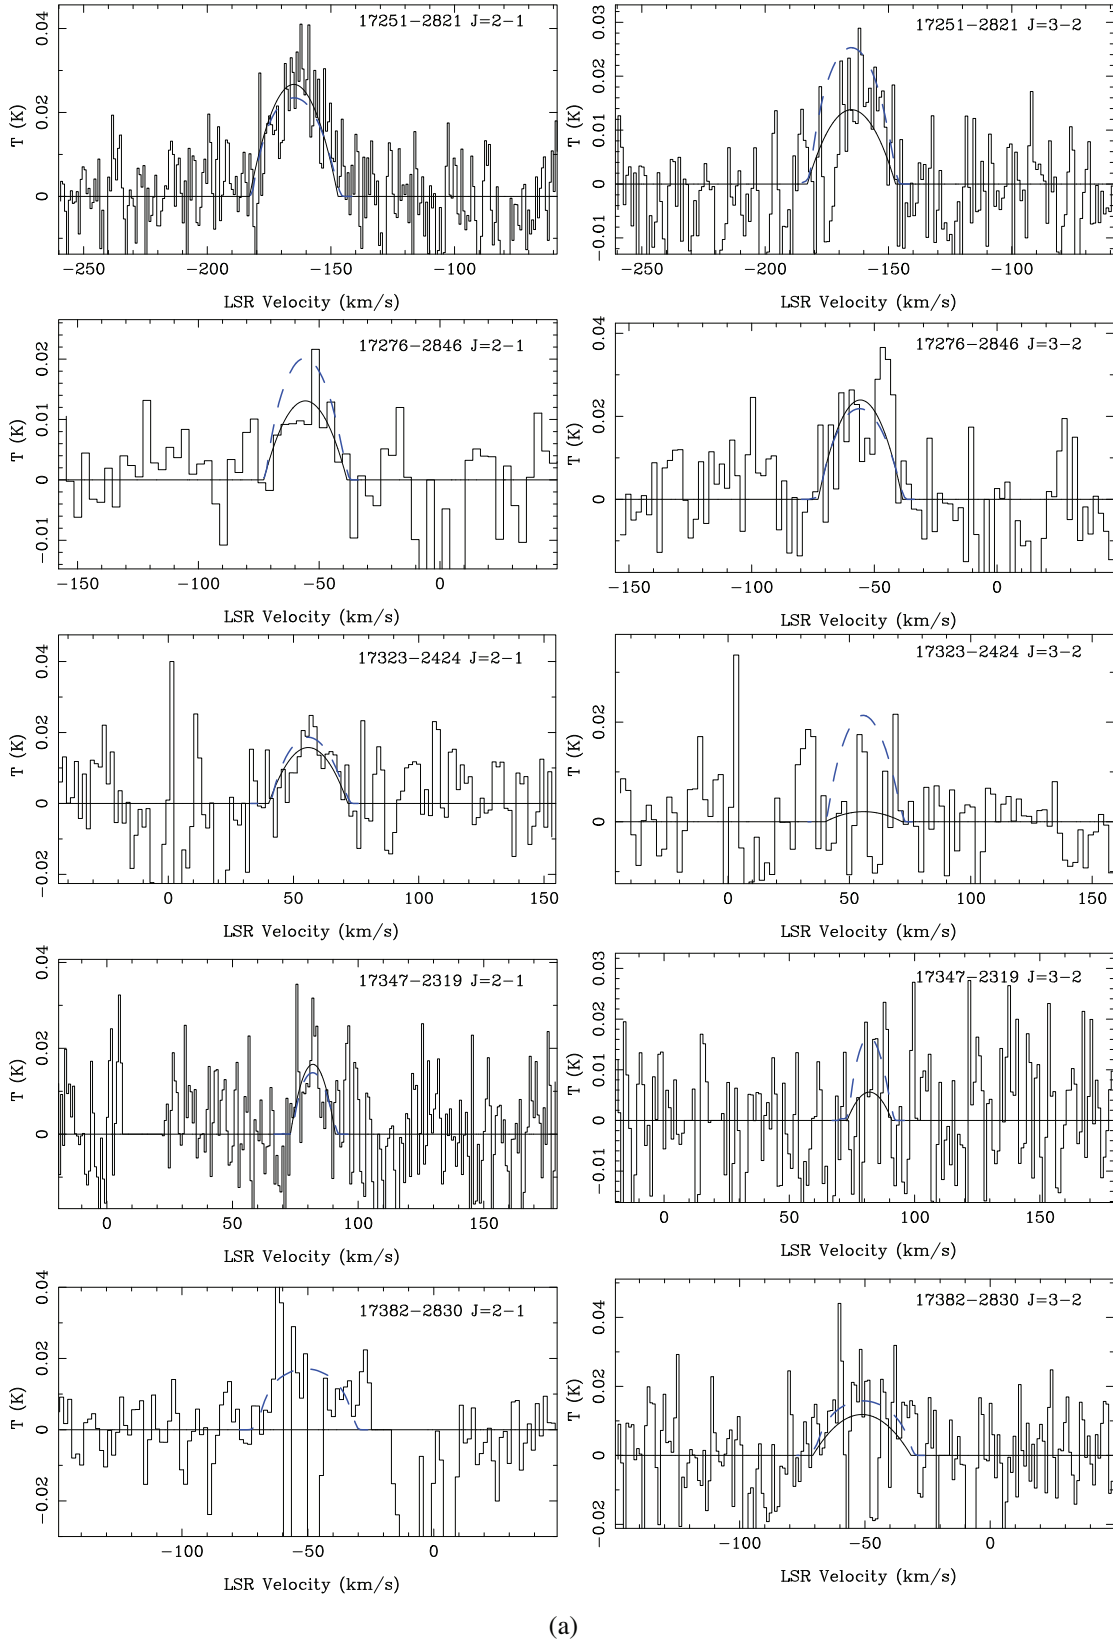 17251−2821 J=2−1
T (K)
0.04
0.02
0
−250 −200 −150 −100
LSR Velocity (km/s)
17251−2821 J=3−2
T (K)
0.03
0.02
0.01
0
−0.01
−250 −200 −150 −100
LSR Velocity (km/s)
17276−2846 J=2−1
T (K)
0.02
0.01
0
−0.01
−150 −100 −50 0
LSR Velocity (km/s)
17276−2846 J=3−2
T (K)
0.04
0.02
0
−150 −100 −50 0
LSR Velocity (km/s)
17323−2424 J=2−1
T (K)
0.04
0.02
0
−0.02
0 50 100 150
LSR Velocity (km/s)
17323−2424 J=3−2
T (K)
0.02
0
0 50 100 150
LSR Velocity (km/s)
17347−2319 J=2−1
T (K)
0.04
0.02
0
0 50 100 150
LSR Velocity (km/s)
17347−2319 J=3−2
T (K)
0.03
0.02
0.01
0
−0.01
0 50 100 150
LSR Velocity (km/s)
17382−2830 J=2−1
T (K)
0.04
0.02
0
−0.02
−100 −50 0
LSR Velocity (km/s)
17382−2830 J=3−2
T (K)
0.04
0.02
0
−0.02
−100 −50 0
LSR Velocity (km/s)
(a)